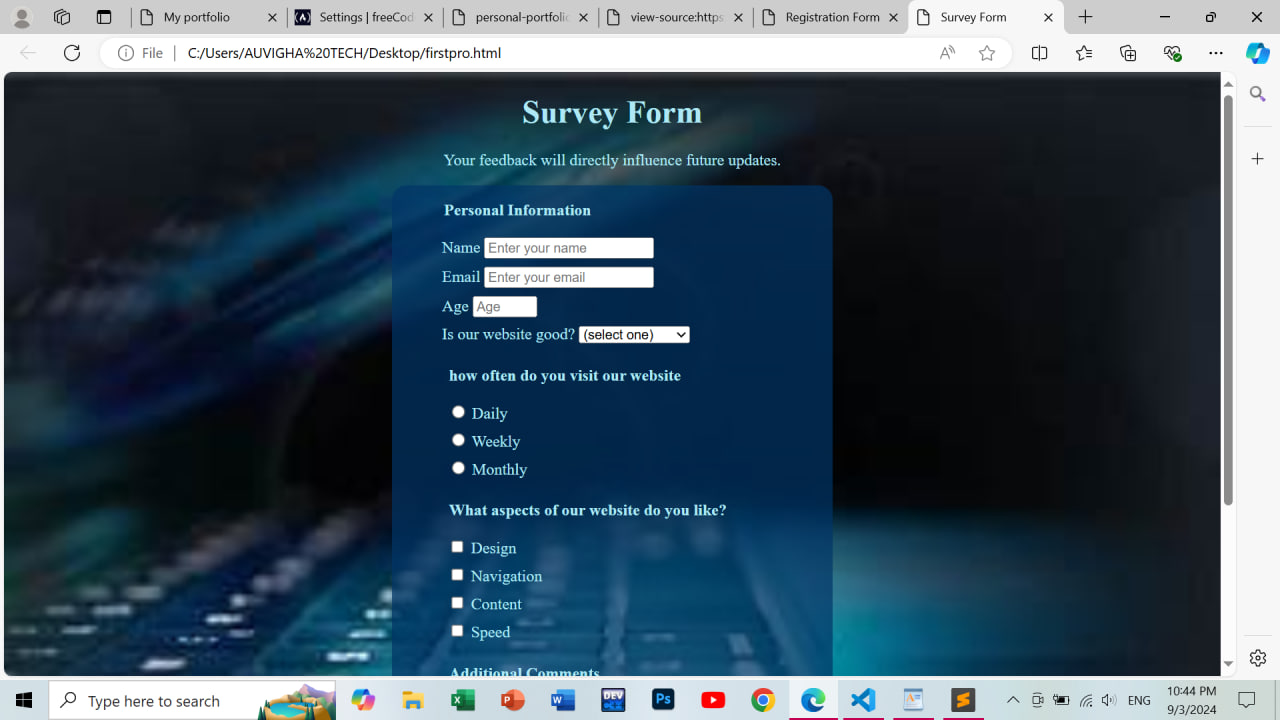 My portfolio
Settings | freeCod
personal-portfolio
view-source:https
Registration Form
Survey Form
File
C:/Users/AUVIGHA%20TECH/Desktop/firstpro.html
Survey Form
Your feedback will directly influence future updates.
Personal Information
Name Enter your name
Email Enter your email
Age Age
Is our website good? (select one)
how often do you visit our website
Daily
Weekly
Monthly
What aspects of our website do you like?
Design
Navigation
Content
Speed
Additional Comments
Type here to search
DEV
ENG
10:44 PM
9/3/2024